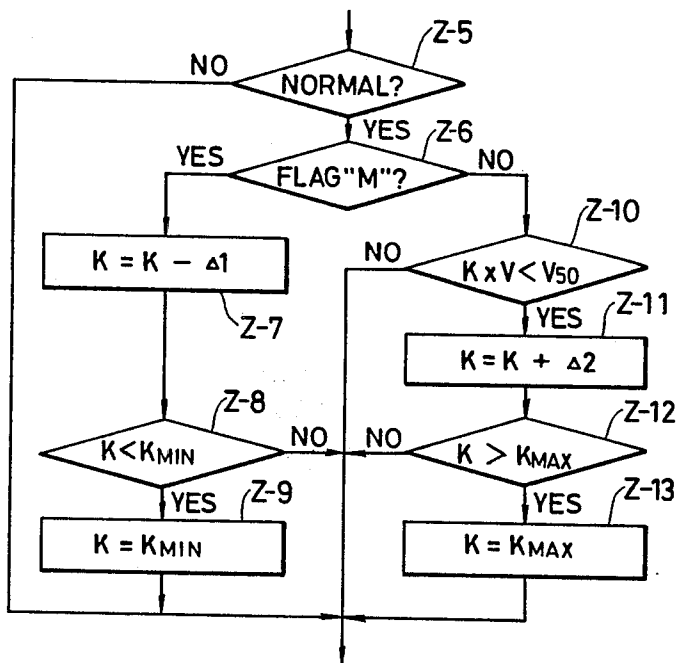 Z-5
NO
NORMAL?
YES
Z-6
YES
FLAG "M"?
NO
Z-10
K = K - Δ1
NO
K x V < V50
Z-7
YES
Z-11
K = K + Δ2
Z-8
Z-12
K < KMIN
NO
NO
K > KMAX
YES
Z-9
YES
Z-13
K = KMIN
K = KMAX